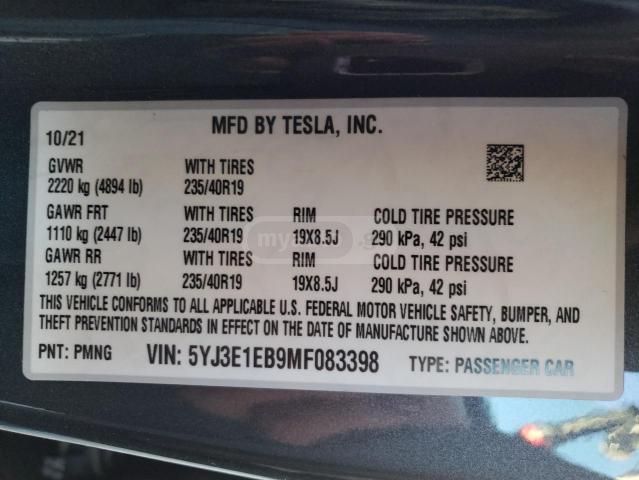 10/21 MFD BY TESLA, INC.
GVWR WITH TIRES
2220 kg (4894 lb) 235/40R19
GAWR FRT WITH TIRES RIM COLD TIRE PRESSURE
1110 kg (2447 lb) 235/40R19 19X8.5J 290 kPa, 42 psi
GAWR RR WITH TIRES RIM COLD TIRE PRESSURE
1257 kg (2771 lb) 235/40R19 19X8.5J 290 kPa, 42 psi
THIS VEHICLE CONFORMS TO ALL APPLICABLE U.S. FEDERAL MOTOR VEHICLE SAFETY, BUMPER, AND
THEFT PREVENTION STANDARDS IN EFFECT ON THE DATE OF MANUFACTURE SHOWN ABOVE.
PNT: PMNG VIN: 5YJ3E1EB9MF083398 TYPE: PASSENGER CAR